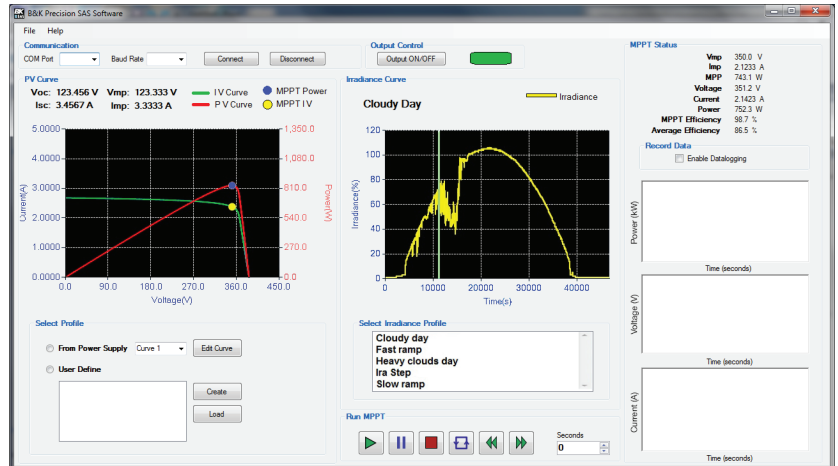 B&K Precision SAS Software
File Help
Communication
COM Port Baud Rate Connect Disconnect
Output Control
Output ON/OFF
PV Curve
Voc: 123.456 V Vmp: 123.333 V
Isc: 3.4567 A Imp: 3.3333 A
I V Curve
P V Curve
MPPT Power
MPPT I V
5.0000
4.0000
3.0000
2.0000
1.0000
0.0000
Current(A)
1,350.0
1,080.0
810.0
540.0
270.0
0.0
Power(W)
0.0 90.0 180.0 270.0 360.0 450.0
Voltage(V)
Select Profile
From Power Supply Curve 1 Edit Curve
User Define
Create
Load
Irradiance Curve
Cloudy Day
Irradiance
120
100
80
60
40
20
0
Irradiance(%)
0 10000 20000 30000 40000
Time(s)
Select Irradiance Profile
Cloudy day
Fast ramp
Heavy clouds day
Ira Step
Slow ramp
Run MPPT
Seconds
0
MPPT Status
Vmp 350.0 V
Imp 2.1233 A
MPP 743.1 W
Voltage 351.2 V
Current 2.1423 A
Power 752.3 W
MPPT Efficiency 98.7 %
Average Efficiency 86.5 %
Record Data
Enable Datalogging
Power (kW)
Time (seconds)
Voltage (V)
Time (seconds)
Current (A)
Time (seconds)